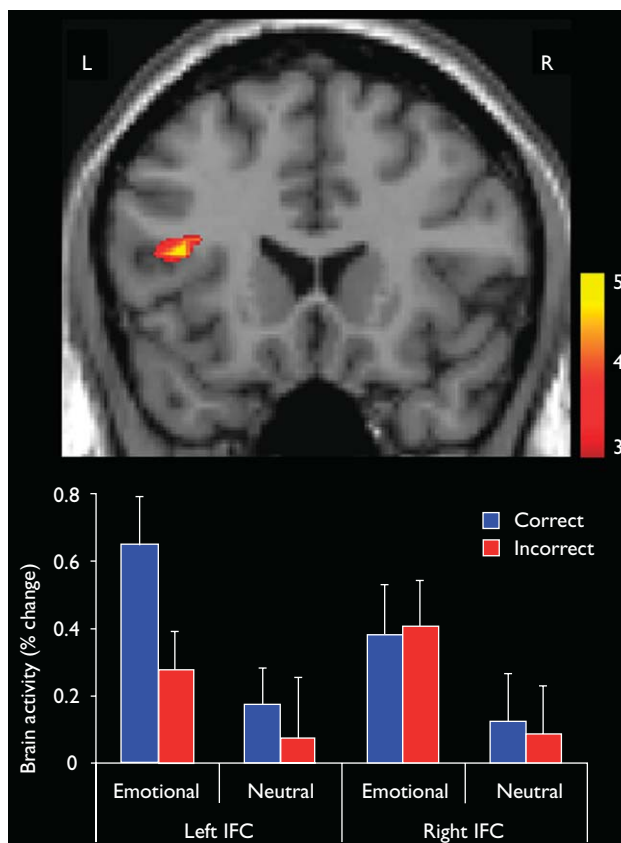 L R
5
4
3
0.8
Correct
Incorrect
0.6
0.4
0.2
0
Brain activity (% change)
Emotional Neutral Emotional Neutral
Left IFC Right IFC